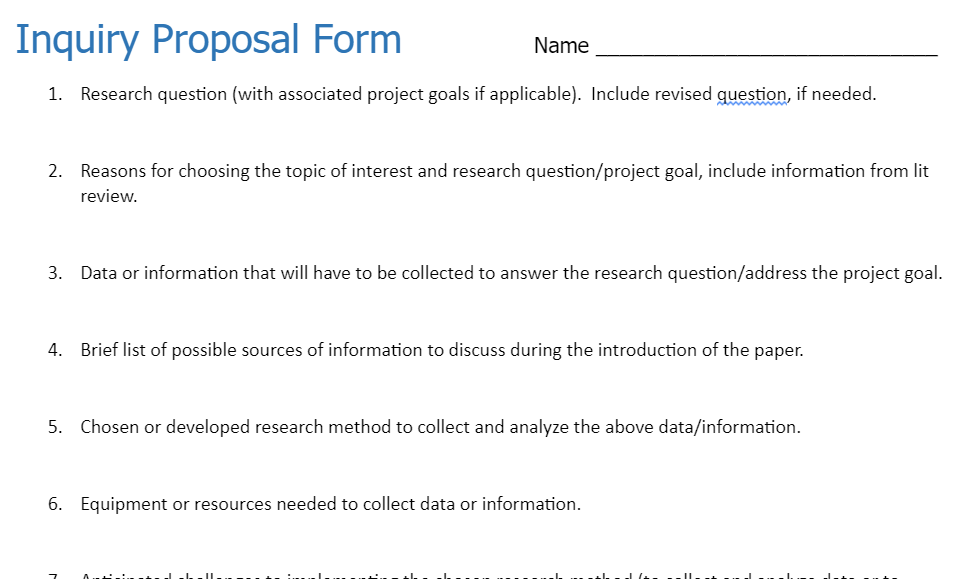 Inquiry Proposal Form
Name ______________________________
1. Research question (with associated project goals if applicable). Include revised question, if needed.
2. Reasons for choosing the topic of interest and research question/project goal, include information from lit
review.
3. Data or information that will have to be collected to answer the research question/address the project goal.
4. Brief list of possible sources of information to discuss during the introduction of the paper.
5. Chosen or developed research method to collect and analyze the above data/information.
6. Equipment or resources needed to collect data or information.
7. Anticipated challenges to implementing the chosen research method (to collect and analyze data or to